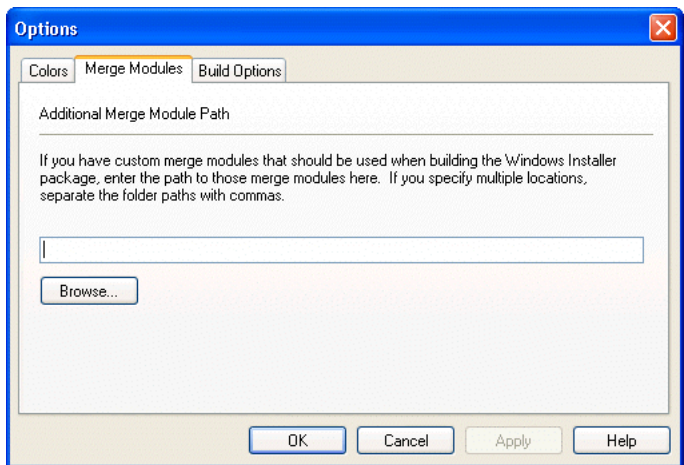 Options
Colors Merge Modules Build Options
Additional Merge Module Path
If you have custom merge modules that should be used when building the Windows Installer
package, enter the path to those merge modules here.  If you specify multiple locations,
separate the folder paths with commas.
Browse...
OK Cancel Apply Help